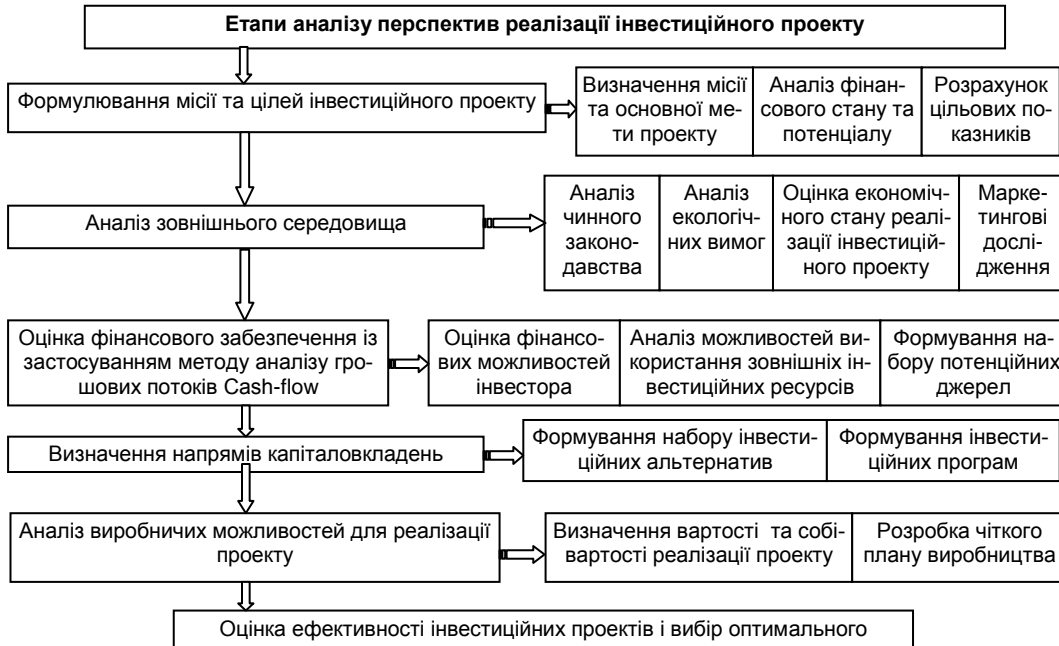 Етапи аналізу перспектив реалізації інвестиційного проекту
Формулювання місії та цілей інвестиційного проекту
Визначення місії
та основної ме-
ти проекту
Аналіз фінан-
сового стану та
потенціалу
Розрахунок
цільових по-
казників
Аналіз зовнішнього середовища
Аналіз
чинного
законо-
давства
Аналіз
екологіч-
них вимог
Оцінка економіч-
ного стану реалі-
зації інвестицій-
ного проекту
Марке-
тингові
дослі-
дження
Оцінка фінансового забезпечення із
застосуванням методу аналізу гро-
шових потоків Cash-flow
Оцінка фінансо-
вих можливостей
інвестора
Аналіз можливостей ви-
користання зовнішніх ін-
вестиційних ресурсів
Формування на-
бору потенційних
джерел
Визначення напрямів капіталовкладень
Формування набору інвести-
ційних альтернатив
Формування інвести-
ційних програм
Аналіз виробничих можливостей для реалізації
проекту
Визначення вартості та собі-
вартості реалізації проекту
Розробка чіткого
плану виробництва
Оцінка ефективності інвестиційних проектів і вибір оптимального